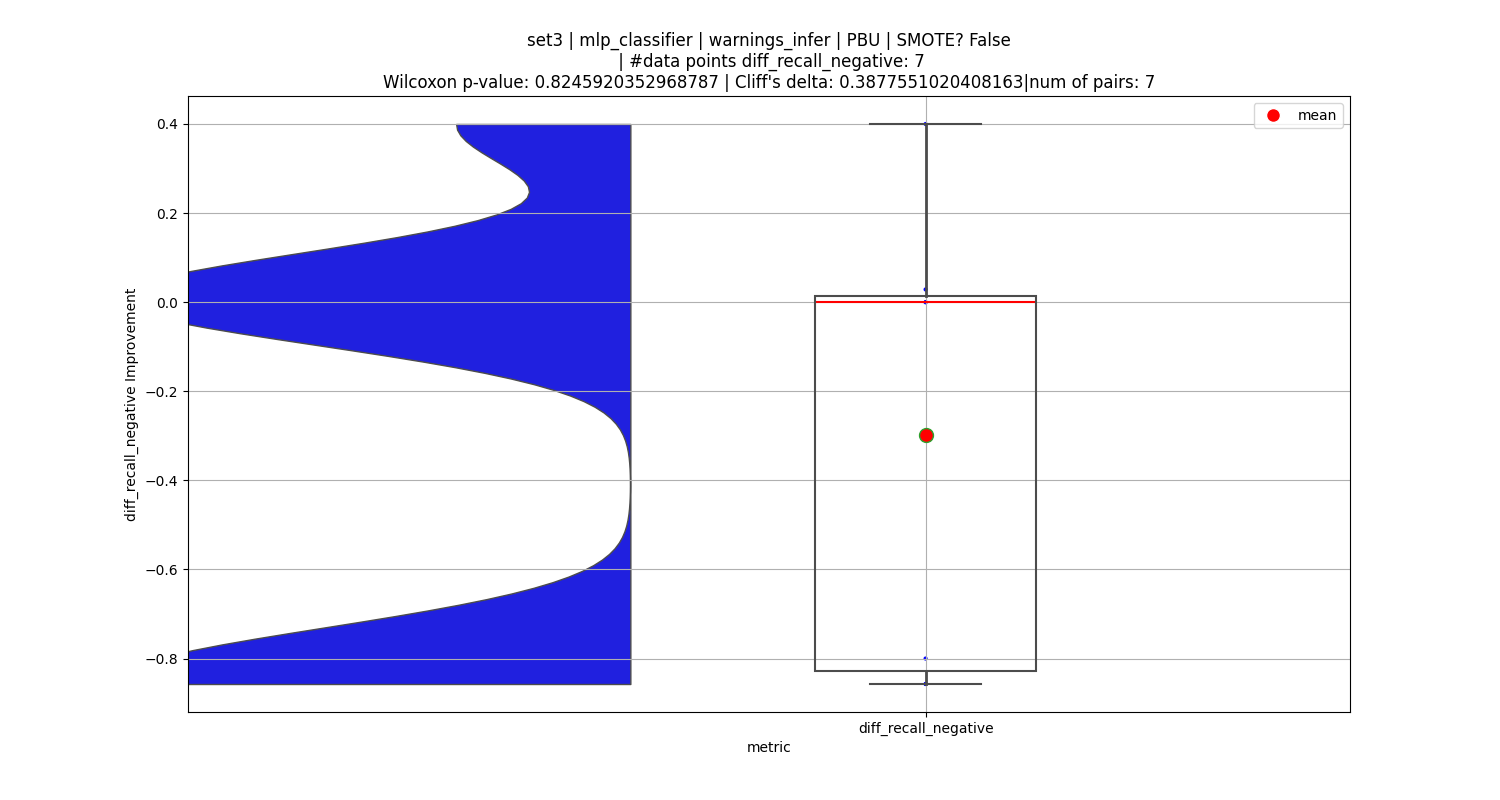 set3 | mlp_classifier | warnings_infer | PBU | SMOTE? False
| #data points diff_recall_negative: 7
Wilcoxon p-value: 0.8245920352968787 | Cliff's delta: 0.3877551020408163|num of pairs: 7
mean
0.4
0.2
0.0
−0.2
−0.4
−0.6
−0.8
diff_recall_negative Improvement
diff_recall_negative
metric